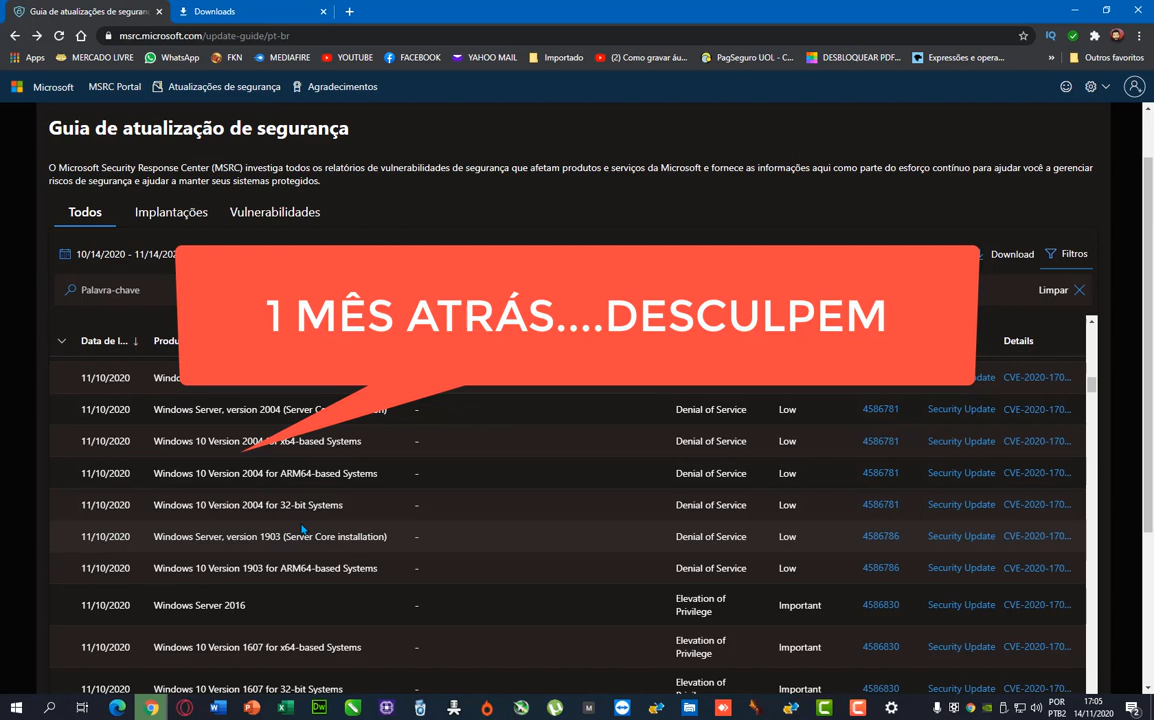 Guia de atualização de seguranç
Downloads
msrc.microsoft.com/update-guide/pt-br
Apps
MERCADO LIVRE
WhatsApp
FKN
MEDIAFIRE
YOUTUBE
FACEBOOK
YAHOO MAIL
Importado
(2) Como gravar áu...
PagSeguro UOL - C...
DESBLOQUEAR PDF...
Expressões e opera...
»
Outros favoritos
Microsoft
MSRC Portal
Atualizações de segurança
Agradecimentos
Guia de atualização de segurança
O Microsoft Security Response Center (MSRC) investiga todos os relatórios de vulnerabilidades de segurança que afetam produtos e serviços da Microsoft e fornece as informações aqui como parte do esforço contínuo para ajudar você a gerenciar
riscos de segurança e ajudar a manter seus sistemas protegidos.
Todos Implantações Vulnerabilidades
10/14/2020 - 11/14/202
Download
Filtros
Palavra-chave
Limpar
1 MÊS ATRÁS....DESCULPEM
Data de l... ↓ Produ Details
11/10/2020 Wind Update CVE-2020-170...
11/10/2020 Windows Server, version 2004 (Server - Denial of Service Low 4586781 Security Update CVE-2020-170...
11/10/2020 Windows 10 Version 2004 for x64-based Systems - Denial of Service Low 4586781 Security Update CVE-2020-170...
11/10/2020 Windows 10 Version 2004 for ARM64-based Systems - Denial of Service Low 4586781 Security Update CVE-2020-170...
11/10/2020 Windows 10 Version 2004 for 32-bit Systems - Denial of Service Low 4586781 Security Update CVE-2020-170...
11/10/2020 Windows Server, version 1903 (Server Core installation) - Denial of Service Low 4586786 Security Update CVE-2020-170...
11/10/2020 Windows 10 Version 1903 for ARM64-based Systems - Denial of Service Low 4586786 Security Update CVE-2020-170...
11/10/2020 Windows Server 2016 - Elevation of Privilege Important 4586830 Security Update CVE-2020-170...
11/10/2020 Windows 10 Version 1607 for x64-based Systems - Elevation of Privilege Important 4586830 Security Update CVE-2020-170...
11/10/2020 Windows 10 Version 1607 for 32-bit Systems - Elevation of Important 4586830 Security Update CVE-2020-170...
POR
PTB2
17:05
14/11/2020